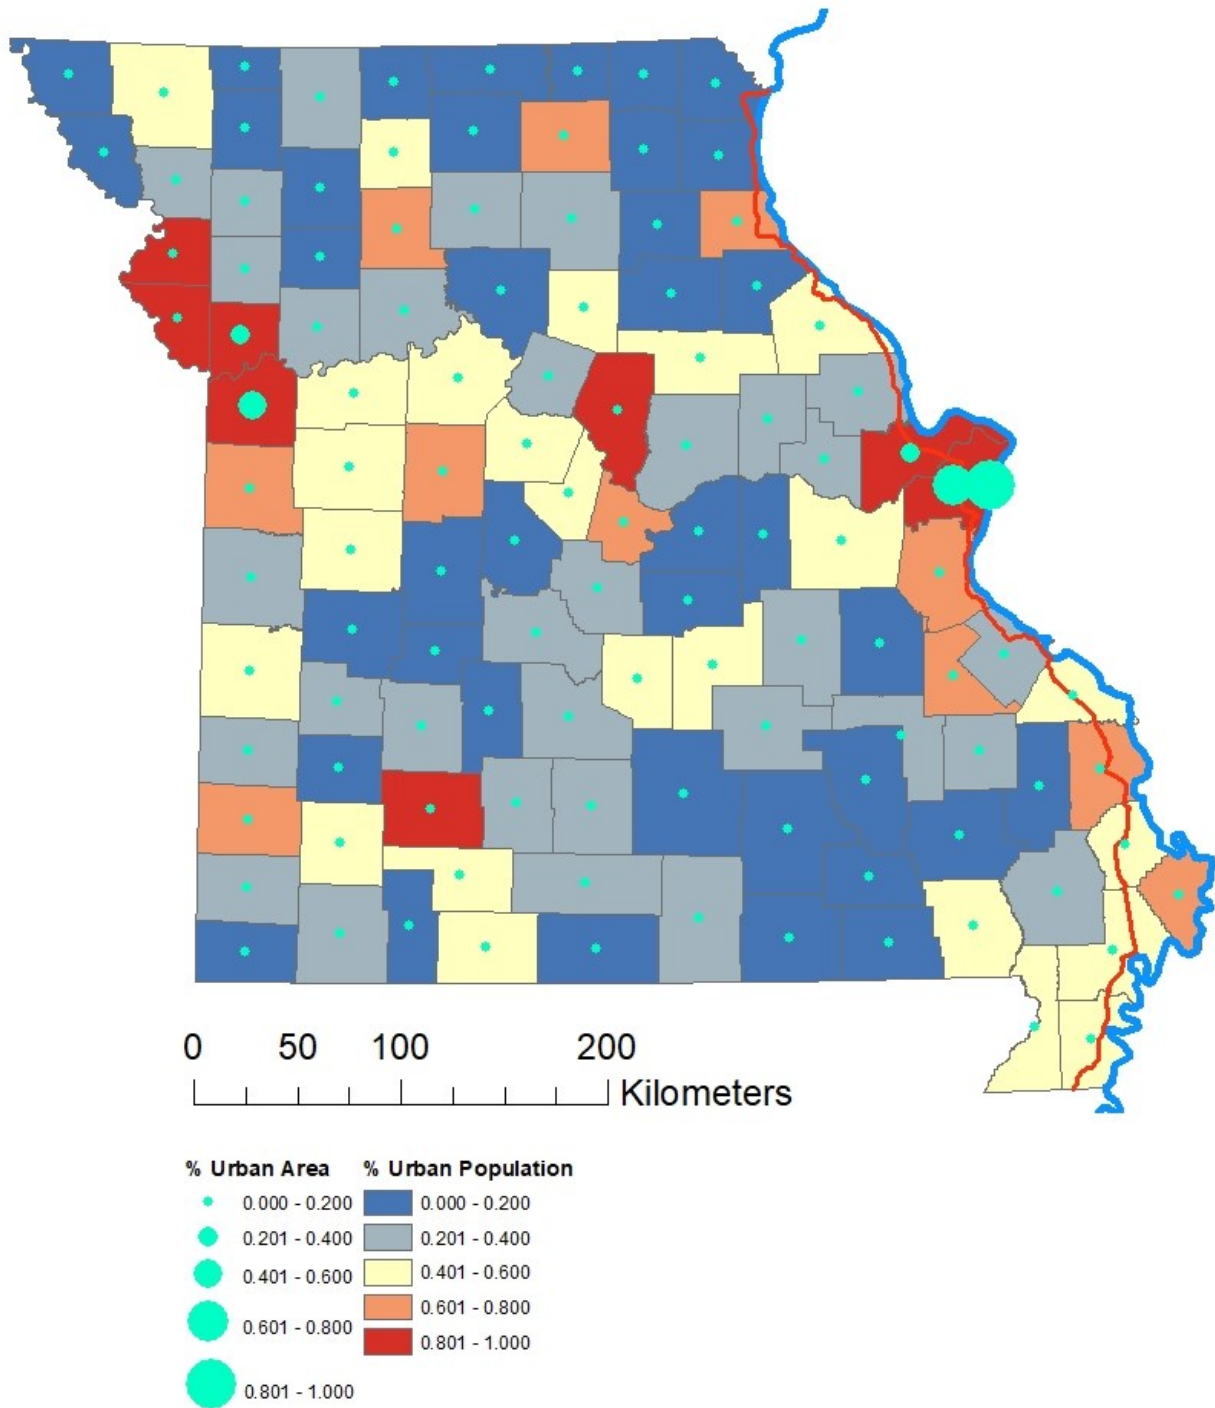 0 50 100 200
Kilometers
% Urban Area % Urban Population
0.000 - 0.200 0.000 - 0.200
0.201 - 0.400 0.201 - 0.400
0.401 - 0.600 0.401 - 0.600
0.601 - 0.800 0.601 - 0.800
0.801 - 1.000 0.801 - 1.000